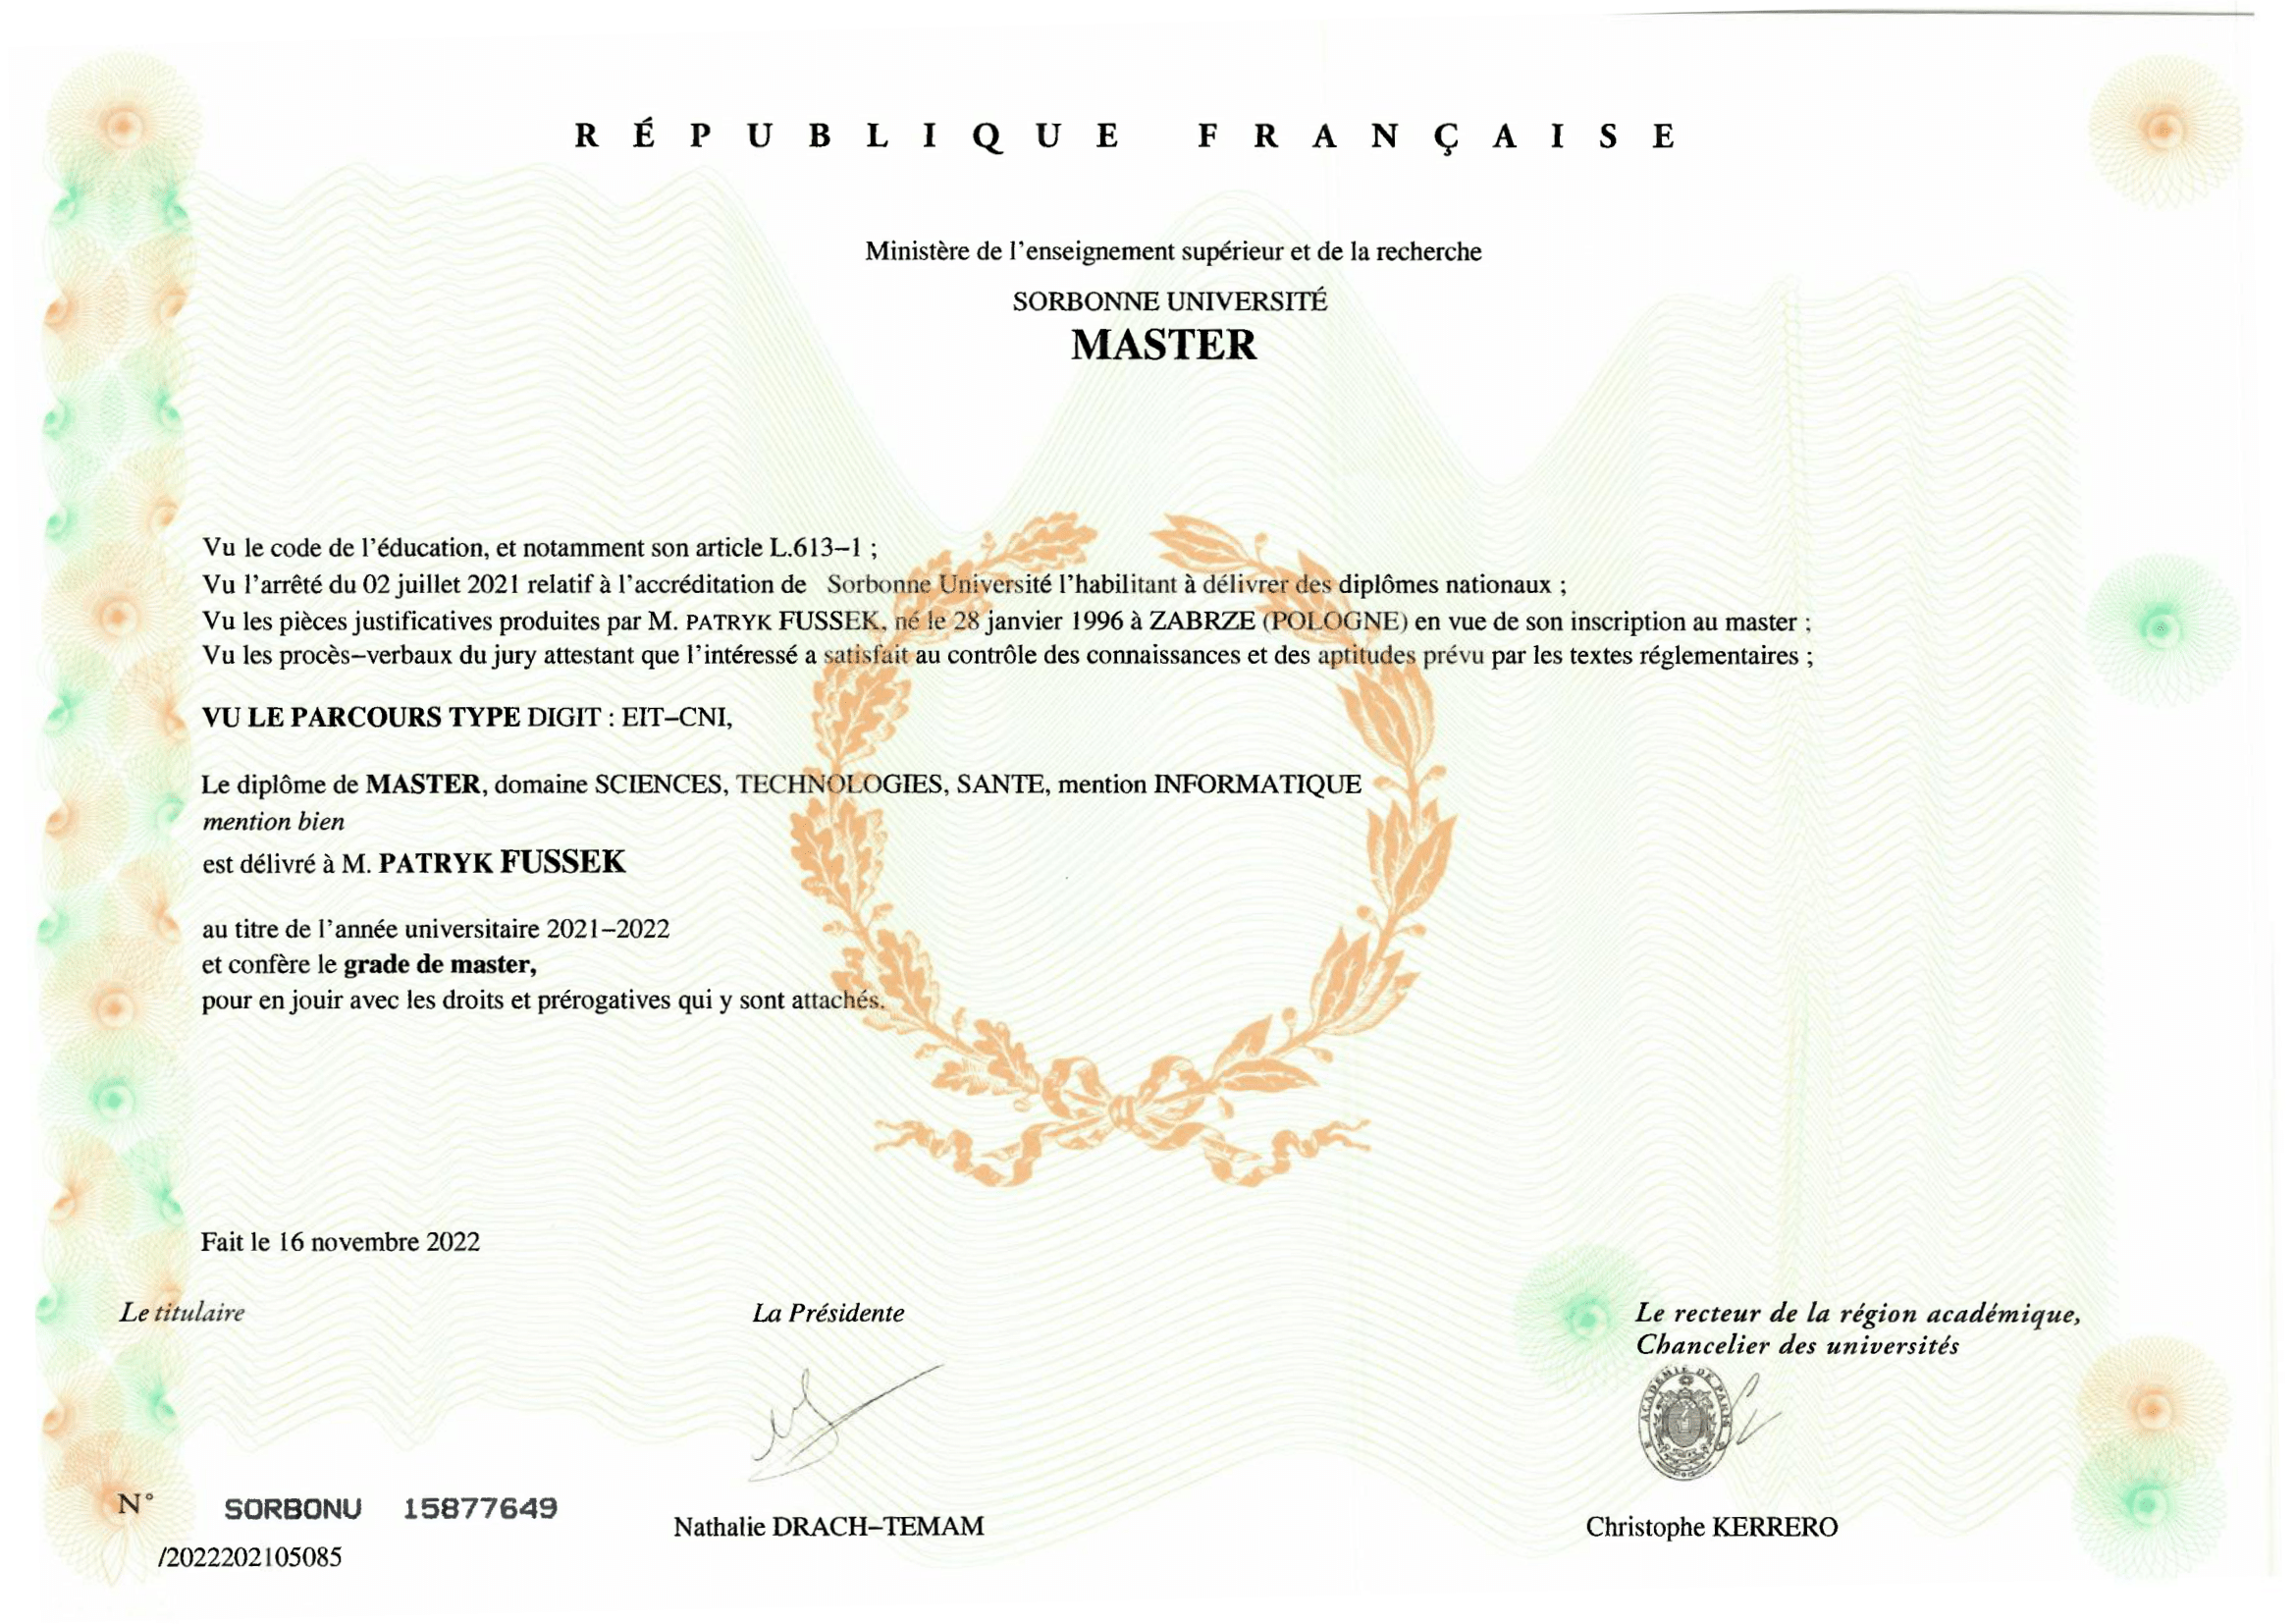 RÉPUBLIQUE FRANÇAISE
Ministère de l'enseignement supérieur et de la recherche
SORBONNE UNIVERSITÉ
MASTER
Vu le code de l'éducation, et notamment son article L.613–1 ;
Vu l'arrêté du 02 juillet 2021 relatif à l'accréditation de Sorbonne Université l'habilitant à délivrer des diplômes nationaux ;
Vu les pièces justificatives produites par M. PATRYK FUSSEK, né le 28 janvier 1996 à ZABRZE (POLOGNE) en vue de son inscription au master ;
Vu les procès–verbaux du jury attestant que l'intéressé a satisfait au contrôle des connaissances et des aptitudes prévu par les textes réglementaires ;
VU LE PARCOURS TYPE DIGIT : EIT–CNI,
Le diplôme de MASTER, domaine SCIENCES, TECHNOLOGIES, SANTE, mention INFORMATIQUE
mention bien
est délivré à M. PATRYK FUSSEK
au titre de l'année universitaire 2021–2022
et confère le grade de master,
pour en jouir avec les droits et prérogatives qui y sont attachés.
Fait le 16 novembre 2022
Le titulaire
La Présidente
Le recteur de la région académique,
Chancelier des universités
ACADEMIE DE PARIS
N° SORBONU 15877649
/2022202105085
Nathalie DRACH–TEMAM
Christophe KERRERO